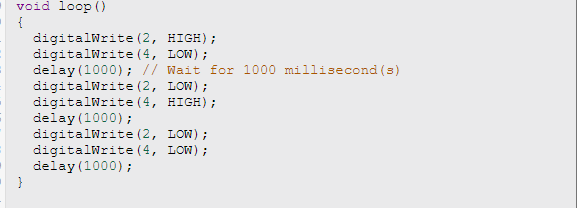 void loop()
{
  digitalWrite(2, HIGH);
  digitalWrite(4, LOW);
  delay(1000); // Wait for 1000 millisecond(s)
  digitalWrite(2, LOW);
  digitalWrite(4, HIGH);
  delay(1000);
  digitalWrite(2, LOW);
  digitalWrite(4, LOW);
  delay(1000);
}